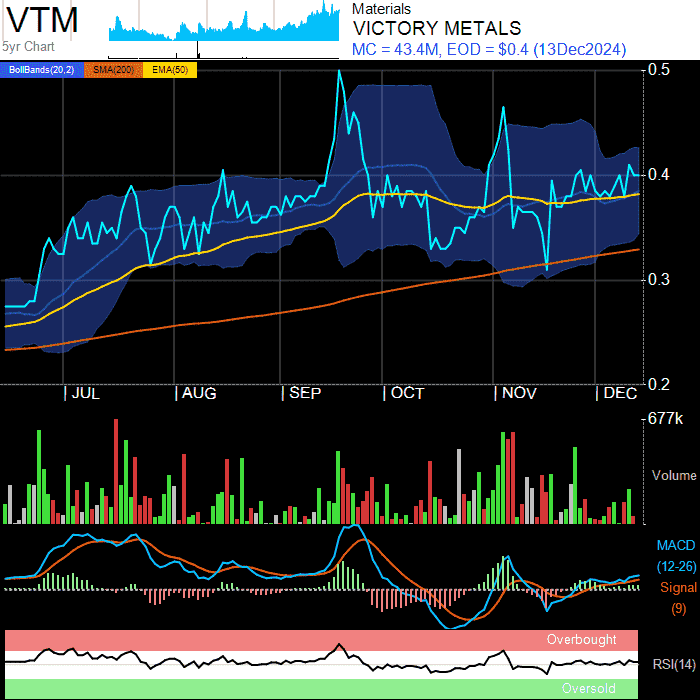 VTM
5yr Chart
Materials
VICTORY METALS
MC = 43.4M, EOD = $0.4 (13Dec2024)
BollBands(20,2) SMA(200) EMA(50)
0.5
0.4
0.3
0.2
JUL AUG SEP OCT NOV DEC
677k
Volume
MACD
(12-26)
Signal
(9)
Overbought
RSI(14)
Oversold